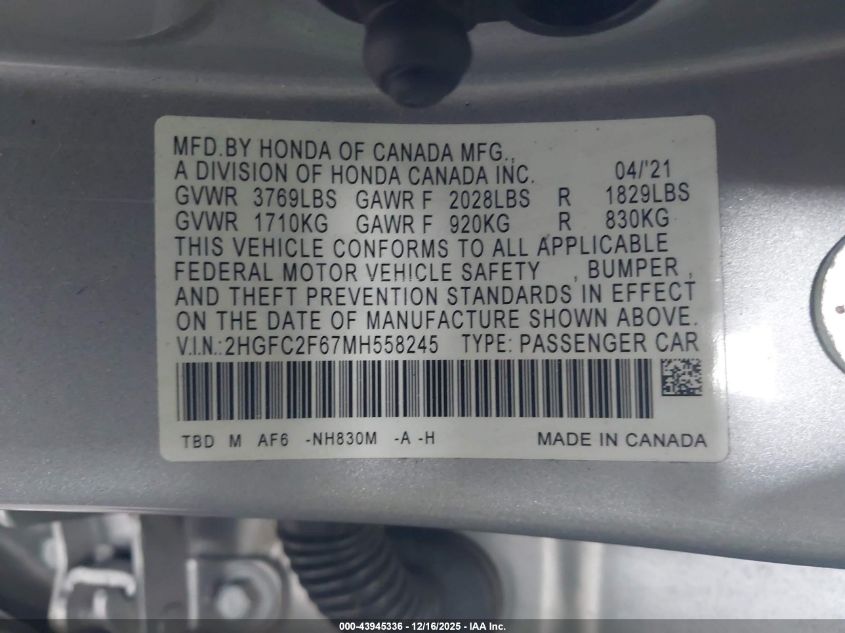 MFD.BY HONDA OF CANADA MFG.,
A DIVISION OF HONDA CANADA INC. 04/'21
GVWR 3769LBS GAWR F 2028LBS R 1829LBS
GVWR 1710KG GAWR F 920KG R 830KG
THIS VEHICLE CONFORMS TO ALL APPLICABLE
FEDERAL MOTOR VEHICLE SAFETY , BUMPER ,
AND THEFT PREVENTION STANDARDS IN EFFECT
ON THE DATE OF MANUFACTURE SHOWN ABOVE.
V.I.N.: 2HGFC2F67MH558245 TYPE: PASSENGER CAR
TBD M AF6 -NH830M -A -H MADE IN CANADA
000-43945336 - 12/16/2025 - IAA Inc.